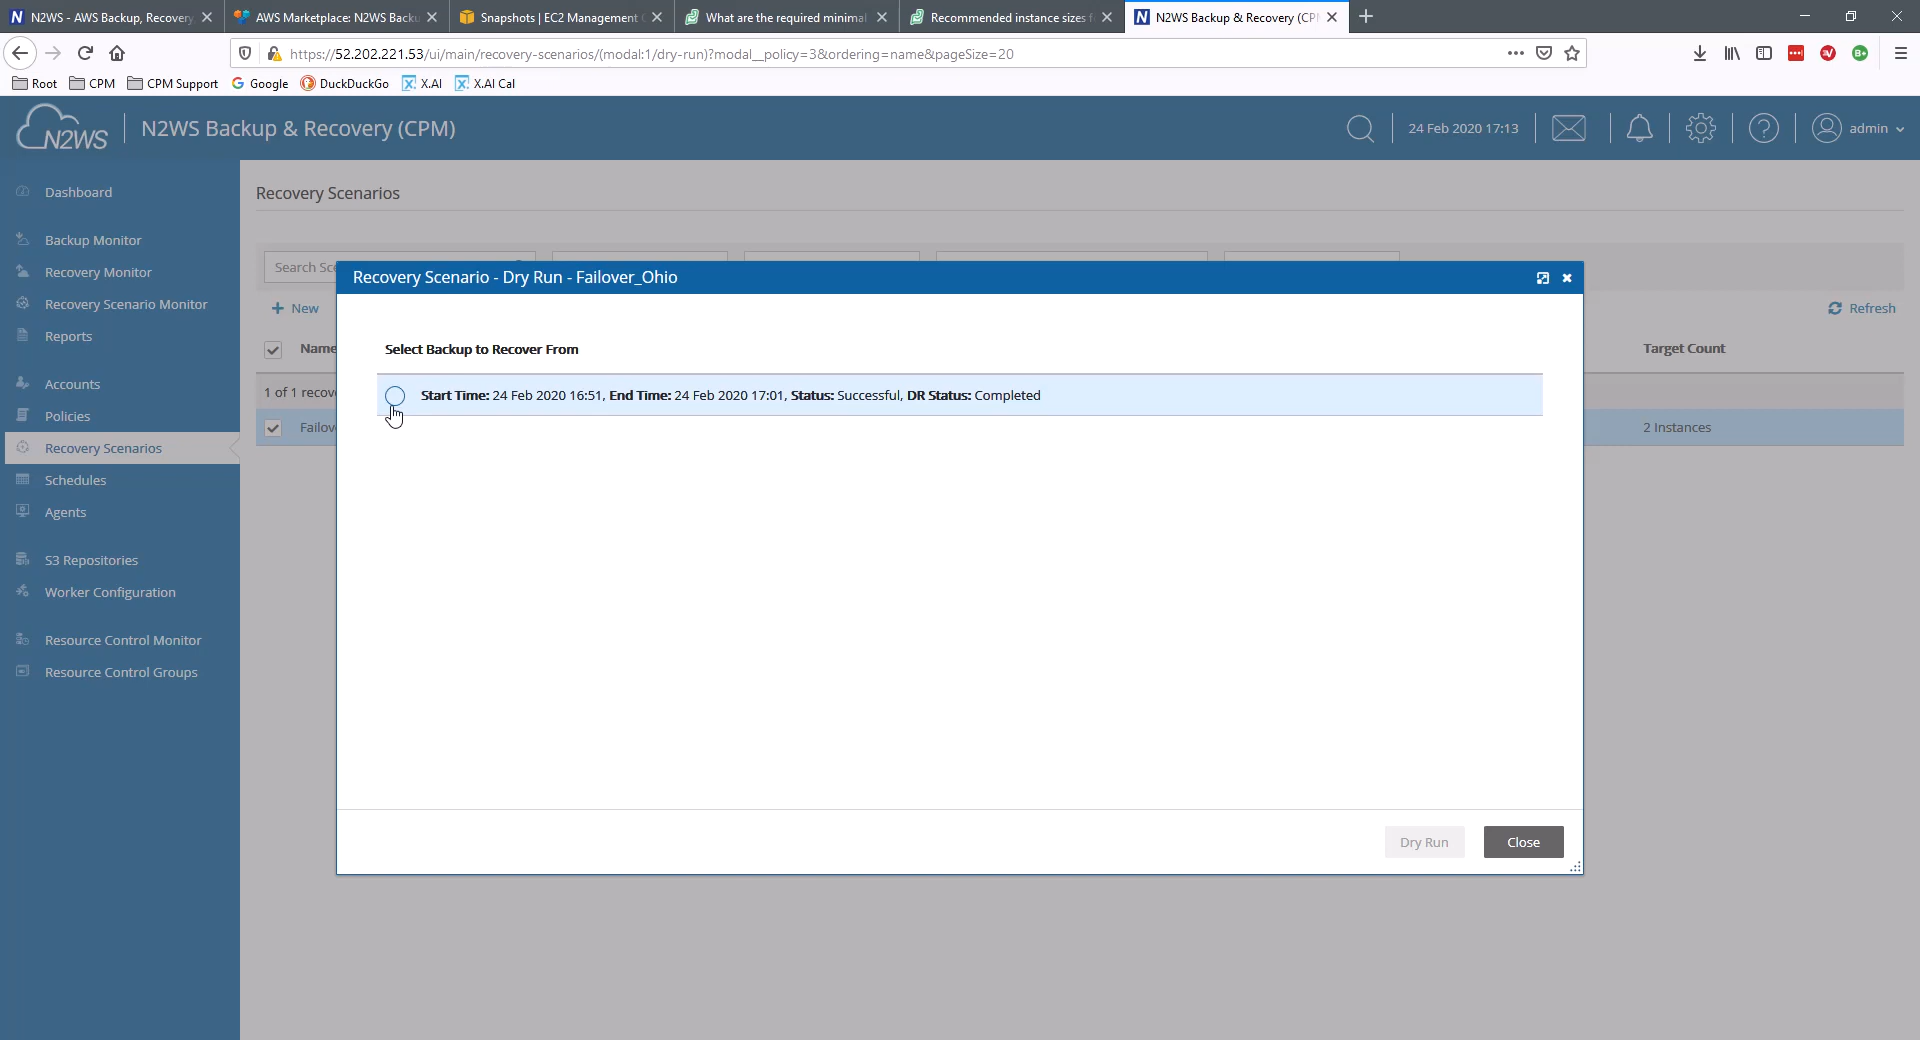 N2WS - AWS Backup, Recovery
AWS Marketplace: N2WS Backu
Snapshots | EC2 Management
What are the required minimal
Recommended instance sizes
N2WS Backup & Recovery (CP
https://52.202.221.53/ui/main/recovery-scenarios/(modal:1/dry-run)?modal__policy=3&ordering=name&pageSize=20
Root
CPM
CPM Support
Google
DuckDuckGo
X.AI
X.AI Cal
N2WS
N2WS Backup & Recovery (CPM)
24 Feb 2020 17:13
admin
Dashboard
Backup Monitor
Recovery Monitor
Recovery Scenario Monitor
Reports
Accounts
Policies
Recovery Scenarios
Schedules
Agents
S3 Repositories
Worker Configuration
Resource Control Monitor
Resource Control Groups
Recovery Scenarios
Search Sce
New
Refresh
Name
Target Count
1 of 1 recov
Failov
2 Instances
Recovery Scenario - Dry Run - Failover_Ohio
Select Backup to Recover From
Start Time: 24 Feb 2020 16:51, End Time: 24 Feb 2020 17:01, Status: Successful, DR Status: Completed
Dry Run
Close